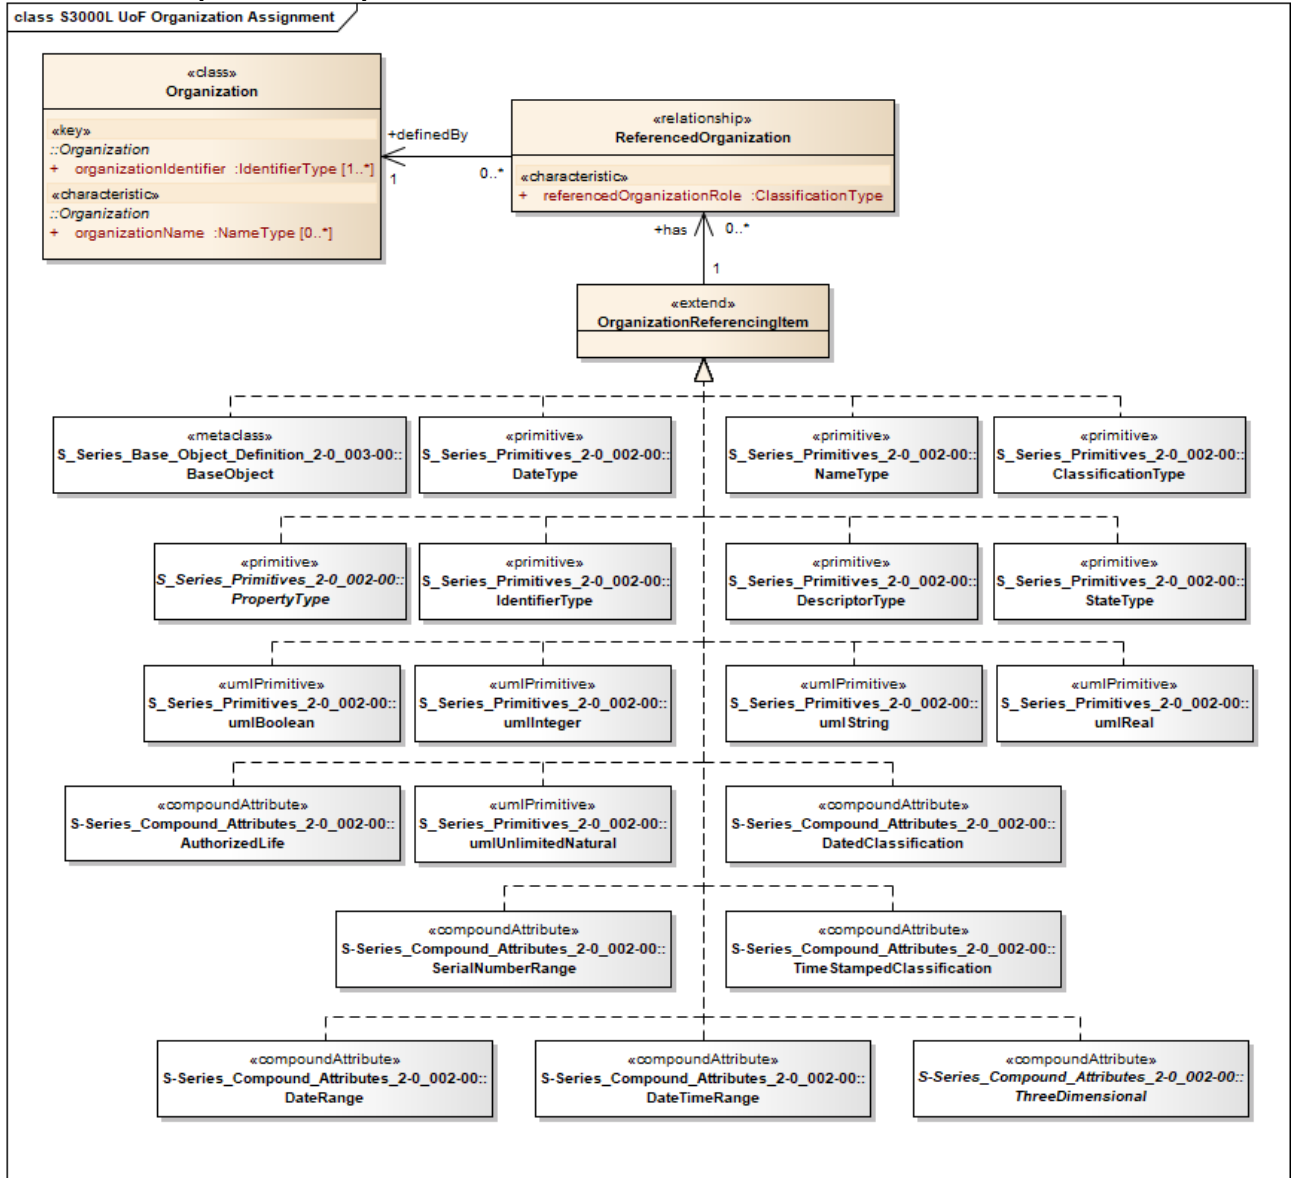 class S3000L UoF Organization Assignment
«class»
Organization
«key»
::Organization
+ organizationIdentifier :IdentifierType [1..*]
«characteristic»
::Organization
+ organizationName :NameType [0..*]
+definedBy
1
0..*
«relationship»
ReferencedOrganization
«characteristic»
+ referencedOrganizationRole :ClassificationType
+has
0..*
1
«extend»
OrganizationReferencingItem
«metaclass»
S_Series_Base_Object_Definition_2-0_003-00::
BaseObject
«primitive»
S_Series_Primitives_2-0_002-00::
DateType
«primitive»
S_Series_Primitives_2-0_002-00::
NameType
«primitive»
S_Series_Primitives_2-0_002-00::
ClassificationType
«primitive»
S_Series_Primitives_2-0_002-00::
PropertyType
«primitive»
S_Series_Primitives_2-0_002-00::
IdentifierType
«primitive»
S_Series_Primitives_2-0_002-00::
DescriptorType
«primitive»
S_Series_Primitives_2-0_002-00::
StateType
«umlPrimitive»
S_Series_Primitives_2-0_002-00::
umlBoolean
«umlPrimitive»
S_Series_Primitives_2-0_002-00::
umlInteger
«umlPrimitive»
S_Series_Primitives_2-0_002-00::
umlString
«umlPrimitive»
S_Series_Primitives_2-0_002-00::
umlReal
«compoundAttribute»
S-Series_Compound_Attributes_2-0_002-00::
AuthorizedLife
«umlPrimitive»
S_Series_Primitives_2-0_002-00::
umlUnlimitedNatural
«compoundAttribute»
S-Series_Compound_Attributes_2-0_002-00::
DatedClassification
«compoundAttribute»
S-Series_Compound_Attributes_2-0_002-00::
SerialNumberRange
«compoundAttribute»
S-Series_Compound_Attributes_2-0_002-00::
TimeStampedClassification
«compoundAttribute»
S-Series_Compound_Attributes_2-0_002-00::
DateRange
«compoundAttribute»
S-Series_Compound_Attributes_2-0_002-00::
DateTimeRange
«compoundAttribute»
S-Series_Compound_Attributes_2-0_002-00::
ThreeDimensional